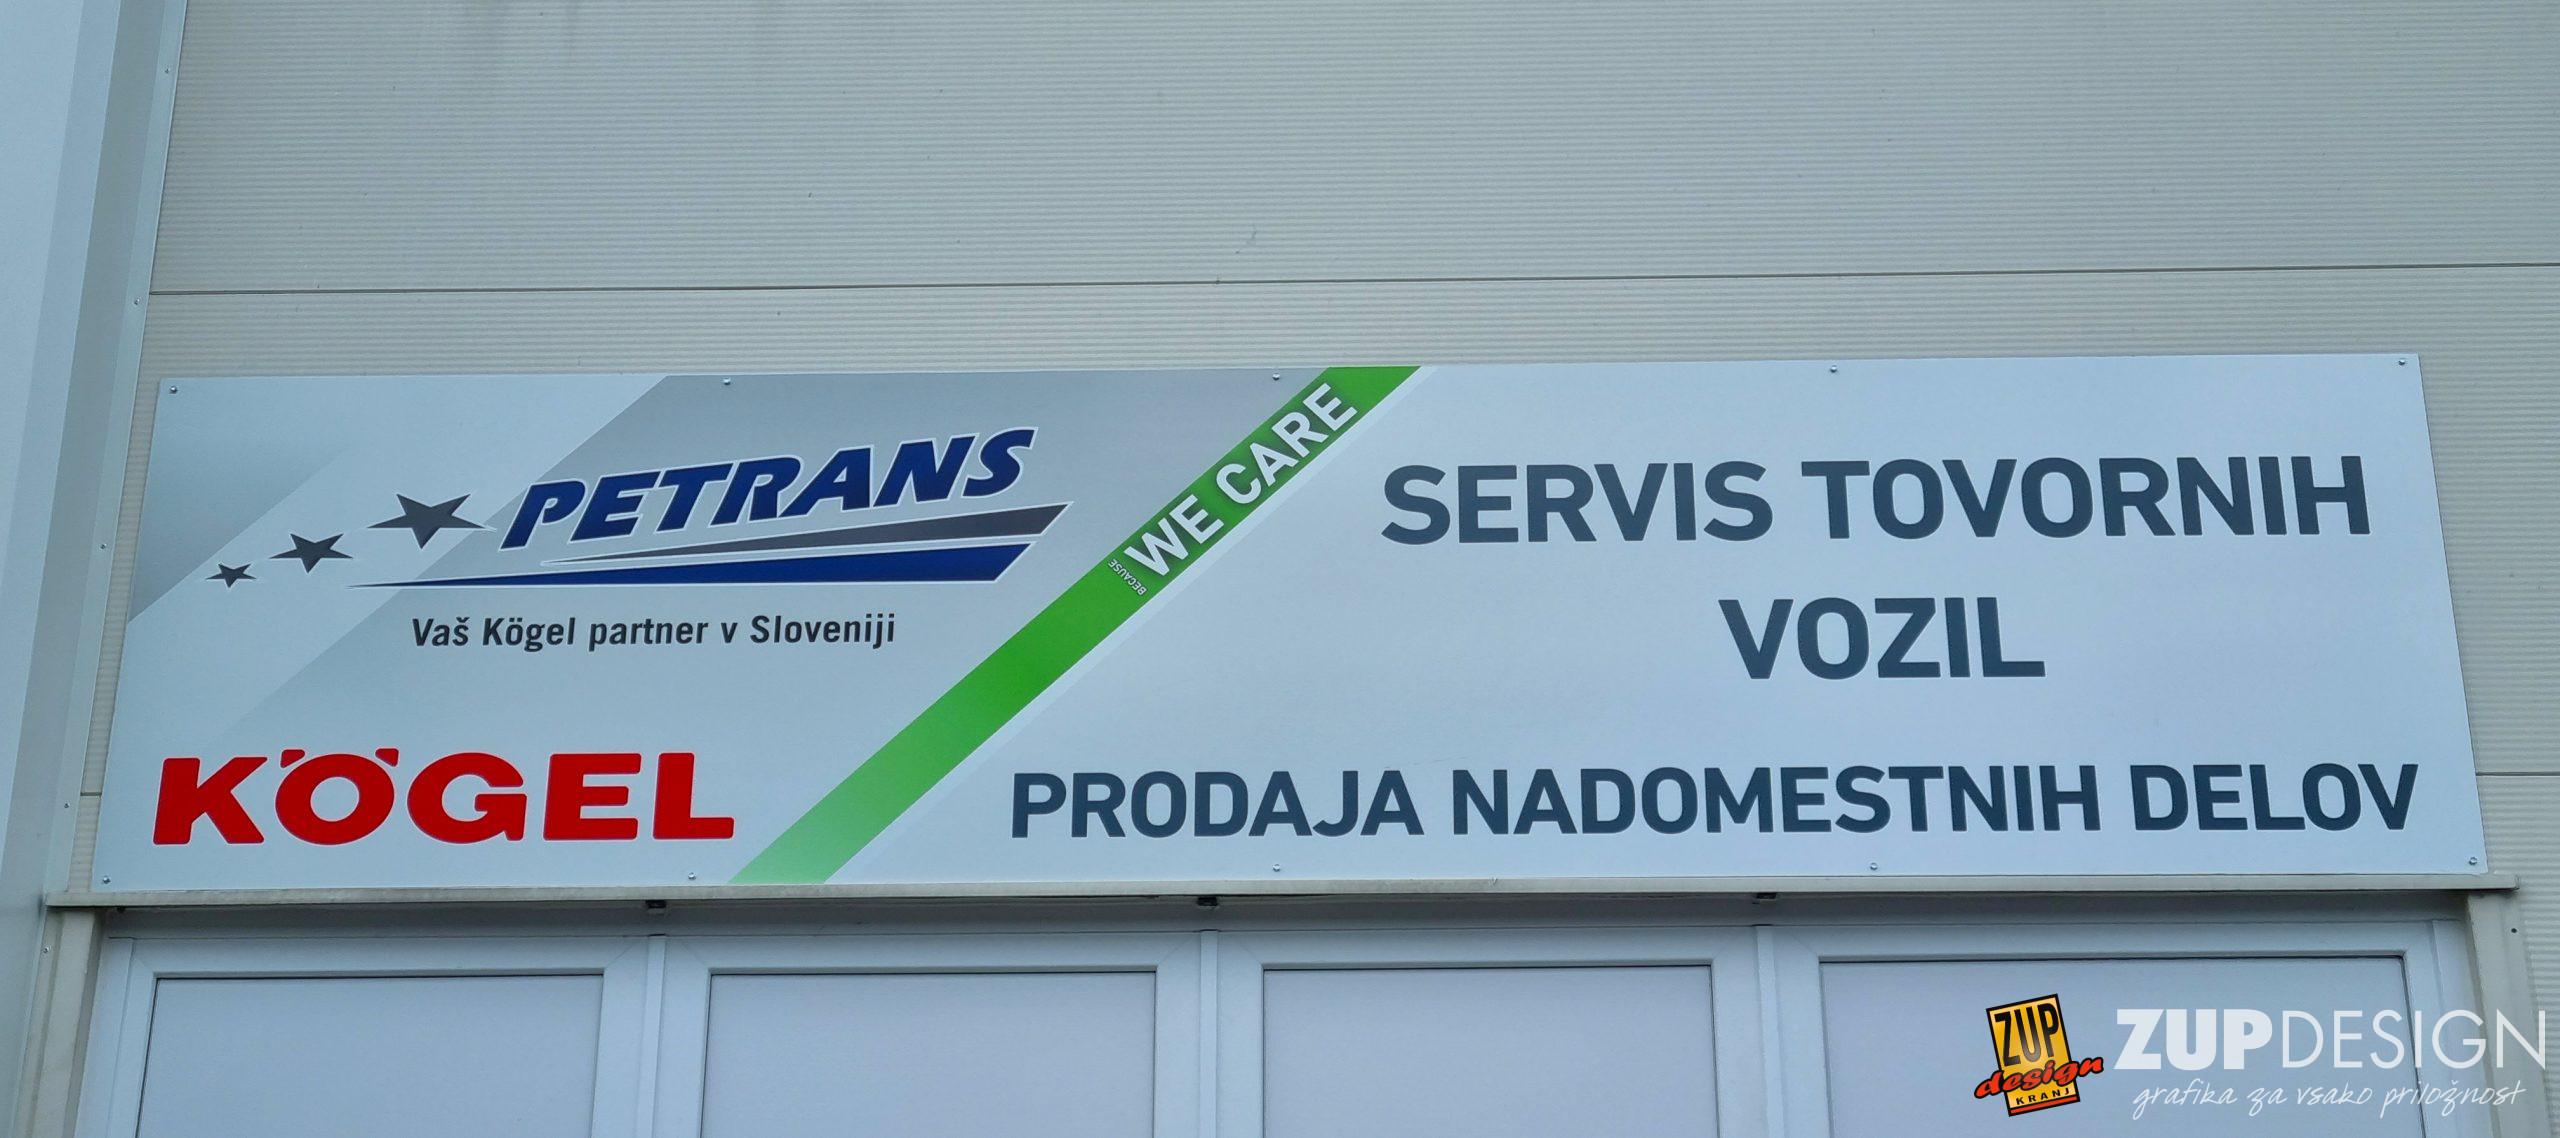 PETRANS
Vaš Kögel partner v Sloveniji
KÖGEL
BECAUSE
WE CARE
SERVIS TOVORNIH
VOZIL
PRODAJA NADOMESTNIH DELOV
ZUP
design
KRANJ
ZUPDESIGN
grafika za vsako priložnost